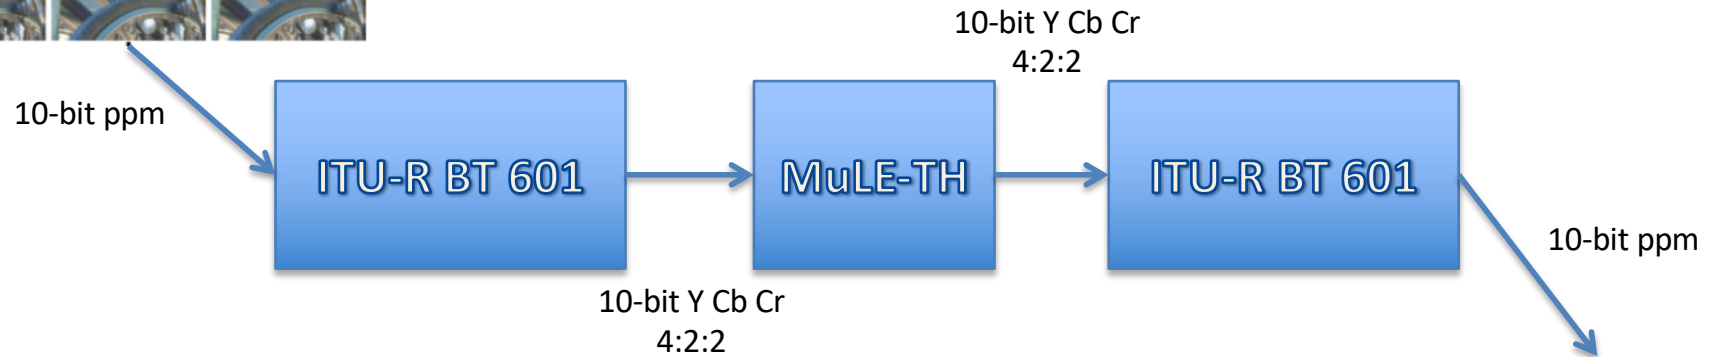 10-bit Y Cb Cr
4:2:2
10-bit ppm
ITU-R BT 601
MuLE-TH
ITU-R BT 601
10-bit ppm
10-bit Y Cb Cr
4:2:2